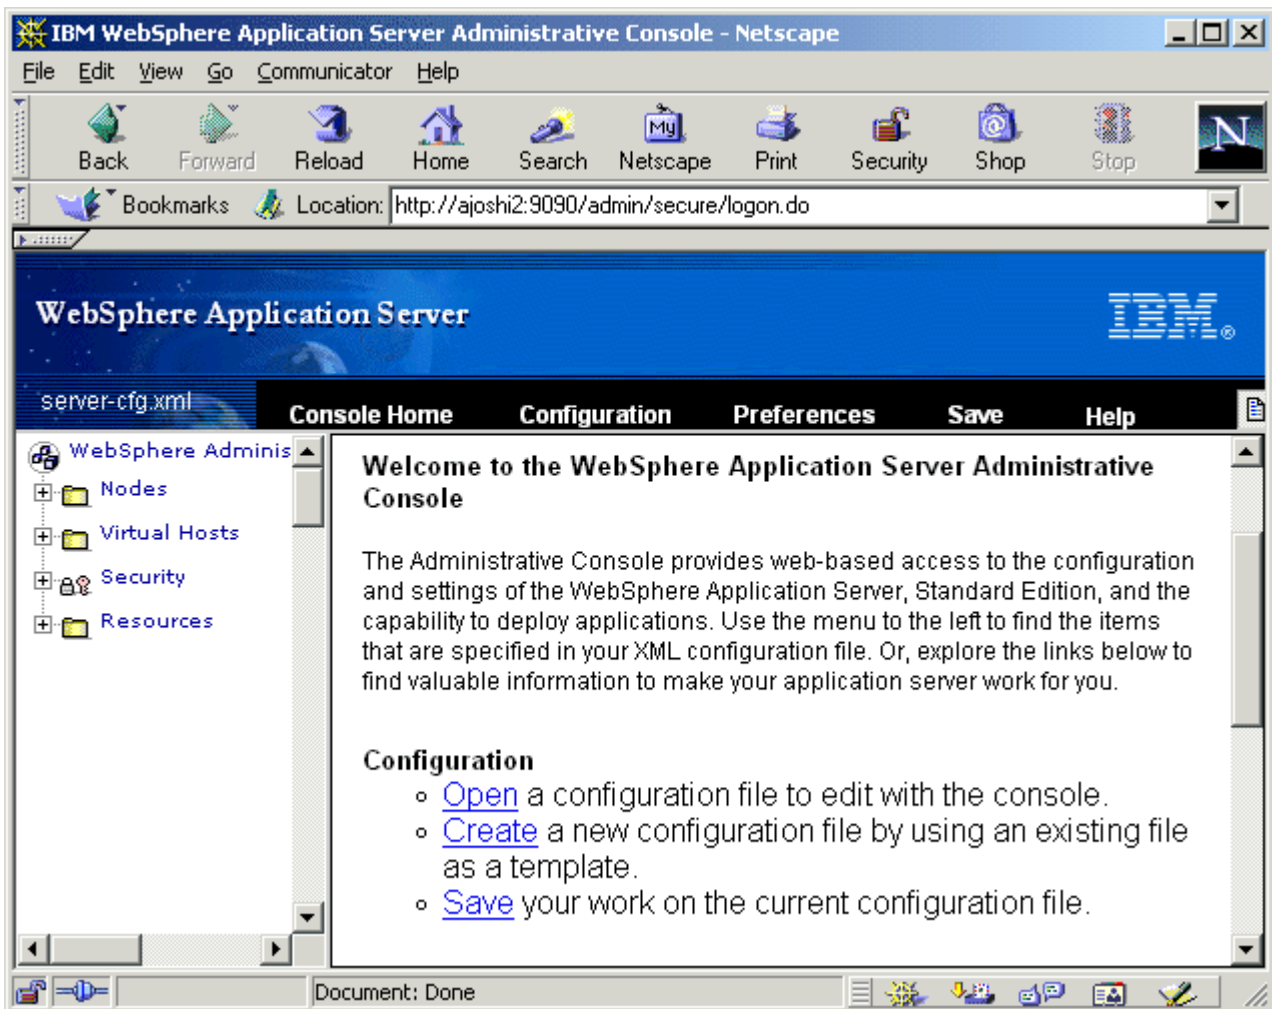 IBM WebSphere Application Server Administrative Console - Netscape
File Edit View Go Communicator Help
My
N
Back Forward Reload Home Search Netscape Print Security Shop Stop
Bookmarks Location: http://ajoshi2:9090/admin/secure/logon.do
WebSphere Application Server
IBM®
server-cfg.xml
Console Home Configuration Preferences Save Help
WebSphere Adminis
Nodes
Virtual Hosts
Security
Resources
Welcome to the WebSphere Application Server Administrative
Console
The Administrative Console provides web-based access to the configuration
and settings of the WebSphere Application Server, Standard Edition, and the
capability to deploy applications. Use the menu to the left to find the items
that are specified in your XML configuration file. Or, explore the links below to
find valuable information to make your application server work for you.
Configuration
Open a configuration file to edit with the console.
Create a new configuration file by using an existing file
as a template.
Save your work on the current configuration file.
Document: Done